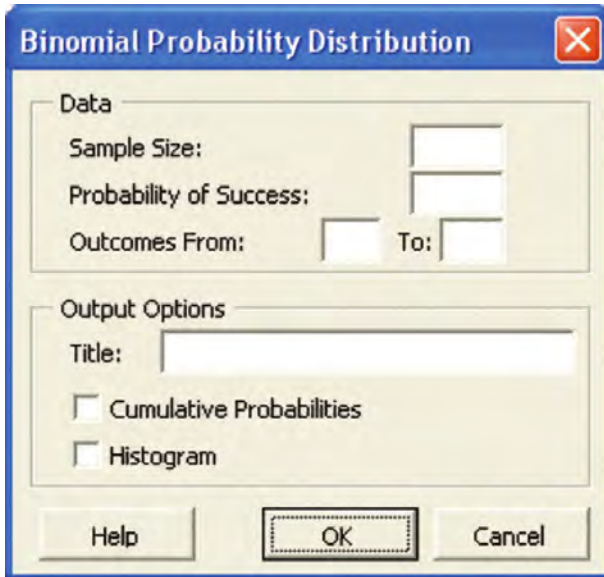 Binomial Probability Distribution
Data
Sample Size:
Probability of Success:
Outcomes From: To:
Output Options
Title:
Cumulative Probabilities
Histogram
Help OK Cancel